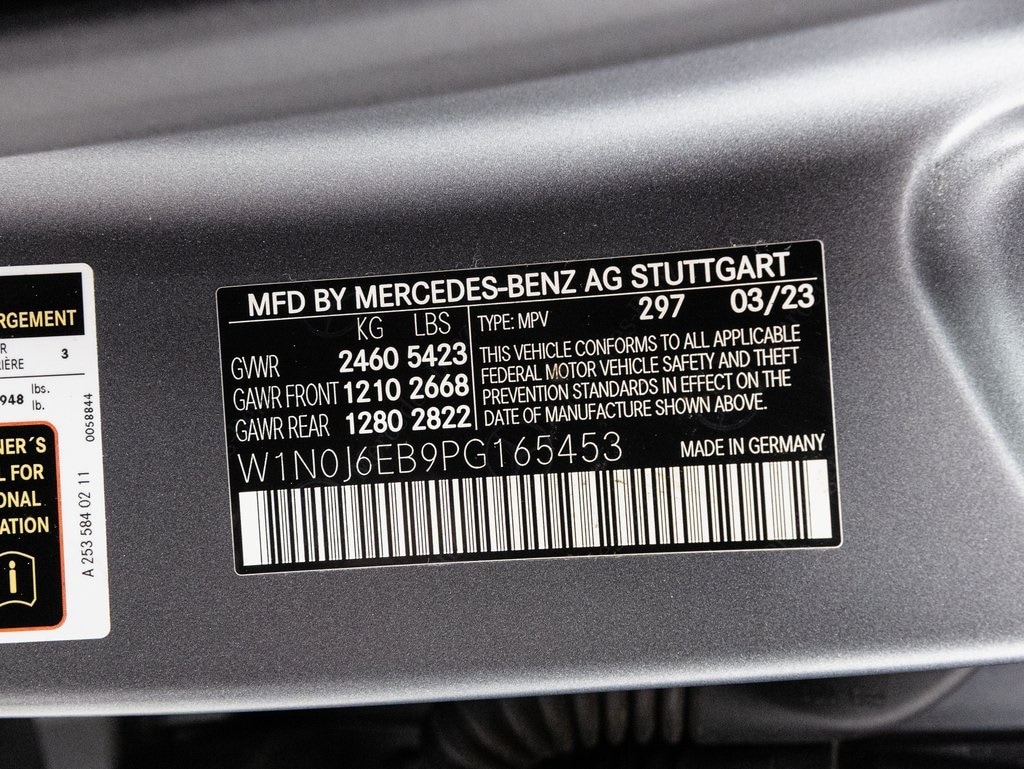 RGEMENT
R
IÈRE 3
948 lbs.
lb.
NER´S
L FOR
ONAL
ATION
i
A 253 584 02 11 0058844
MFD BY MERCEDES-BENZ AG STUTTGART
KG LBS
GVWR 2460 5423
GAWR FRONT 1210 2668
GAWR REAR 1280 2822
TYPE: MPV 297 03/23
THIS VEHICLE CONFORMS TO ALL APPLICABLE
FEDERAL MOTOR VEHICLE SAFETY AND THEFT
PREVENTION STANDARDS IN EFFECT ON THE
DATE OF MANUFACTURE SHOWN ABOVE.
W1N0J6EB9PG165453 MADE IN GERMANY